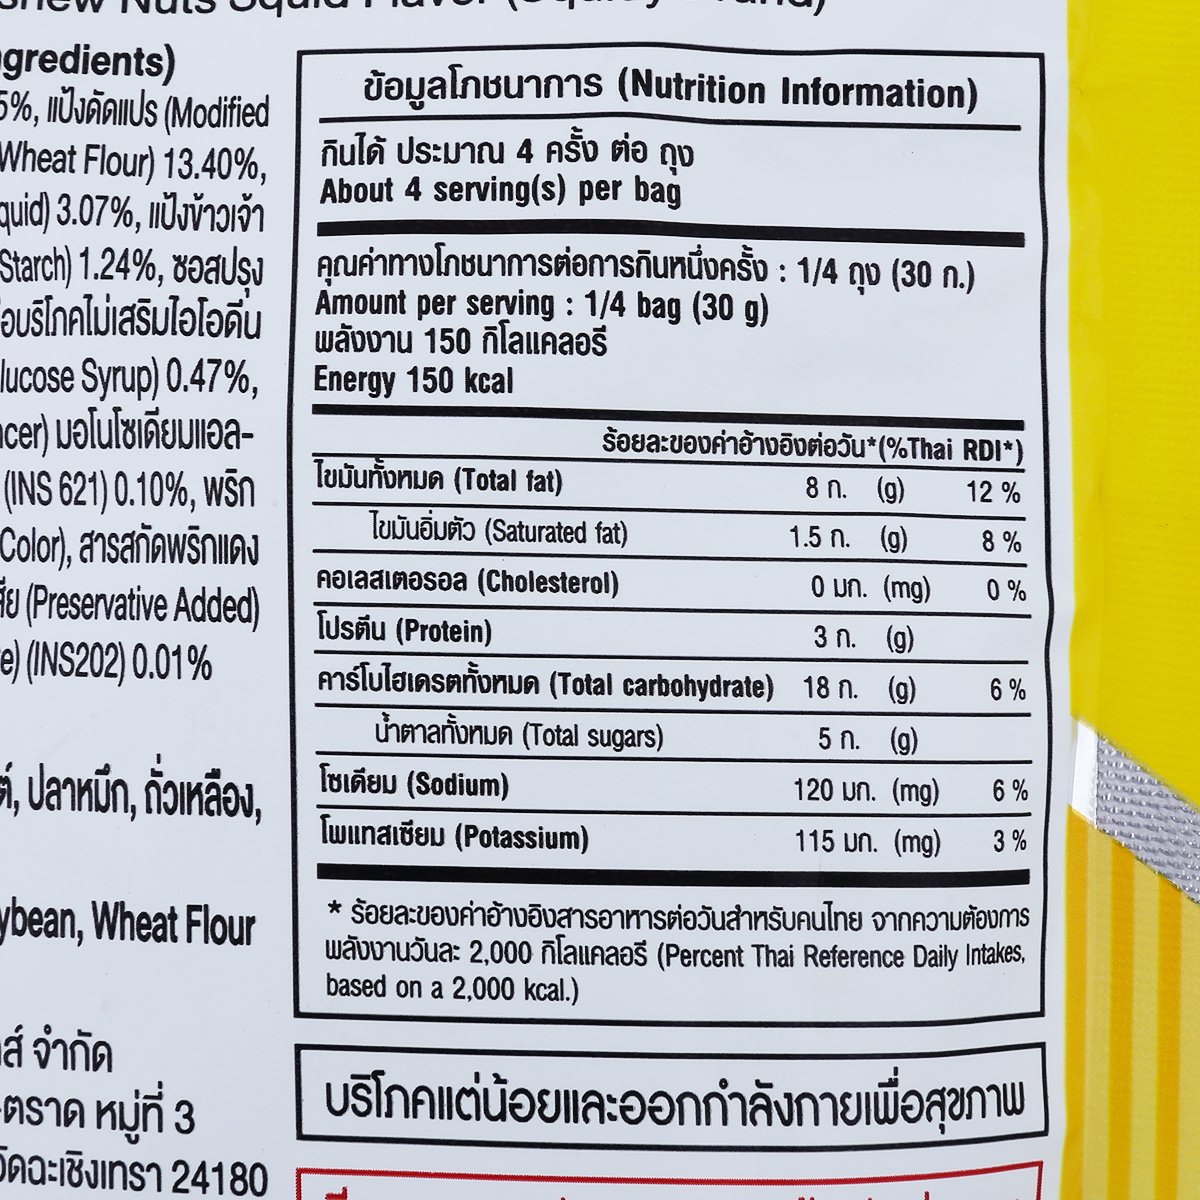 Nuts Squid Flavor
gredients)
5%, แป้งดัดแปร (Modified
Wheat Flour) 13.40%,
quid) 3.07%, แป้งข้าวเจ้า
Starch) 1.24%, ซอสปรุง
อบริโภคไม่เสริมไอโอดีน
lucose Syrup) 0.47%,
cer) มอโนโซเดียมแอล-
(INS 621) 0.10%, พริก
Color), สารสกัดพริกแดง
สีย (Preservative Added)
e) (INS202) 0.01%
ต์, ปลาหมึก, ถั่วเหลือง,
ybean, Wheat Flour
ส์ จำกัด
-ตราด หมู่ที่ 3
วัดฉะเชิงเทรา 24180
ข้อมูลโภชนาการ (Nutrition Information)
กินได้ ประมาณ 4 ครั้ง ต่อ ถุง
About 4 serving(s) per bag
คุณค่าทางโภชนาการต่อการกินหนึ่งครั้ง : 1/4 ถุง (30 ก.)
Amount per serving : 1/4 bag (30 g)
พลังงาน 150 กิโลแคลอรี
Energy 150 kcal
ร้อยละของค่าอ้างอิงต่อวัน*(%Thai RDI*)
ไขมันทั้งหมด (Total fat) 8 ก. (g) 12 %
ไขมันอิ่มตัว (Saturated fat) 1.5 ก. (g) 8 %
คอเลสเตอรอล (Cholesterol) 0 มก. (mg) 0 %
โปรตีน (Protein) 3 ก. (g)
คาร์โบไฮเดรตทั้งหมด (Total carbohydrate) 18 ก. (g) 6 %
น้ำตาลทั้งหมด (Total sugars) 5 ก. (g)
โซเดียม (Sodium) 120 มก. (mg) 6 %
โพแทสเซียม (Potassium) 115 มก. (mg) 3 %
* ร้อยละของค่าอ้างอิงสารอาหารต่อวันสำหรับคนไทย จากความต้องการ
พลังงานวันละ 2,000 กิโลแคลอรี (Percent Thai Reference Daily Intakes,
based on a 2,000 kcal.)
บริโภคแต่น้อยและออกกำลังกายเพื่อสุขภาพ